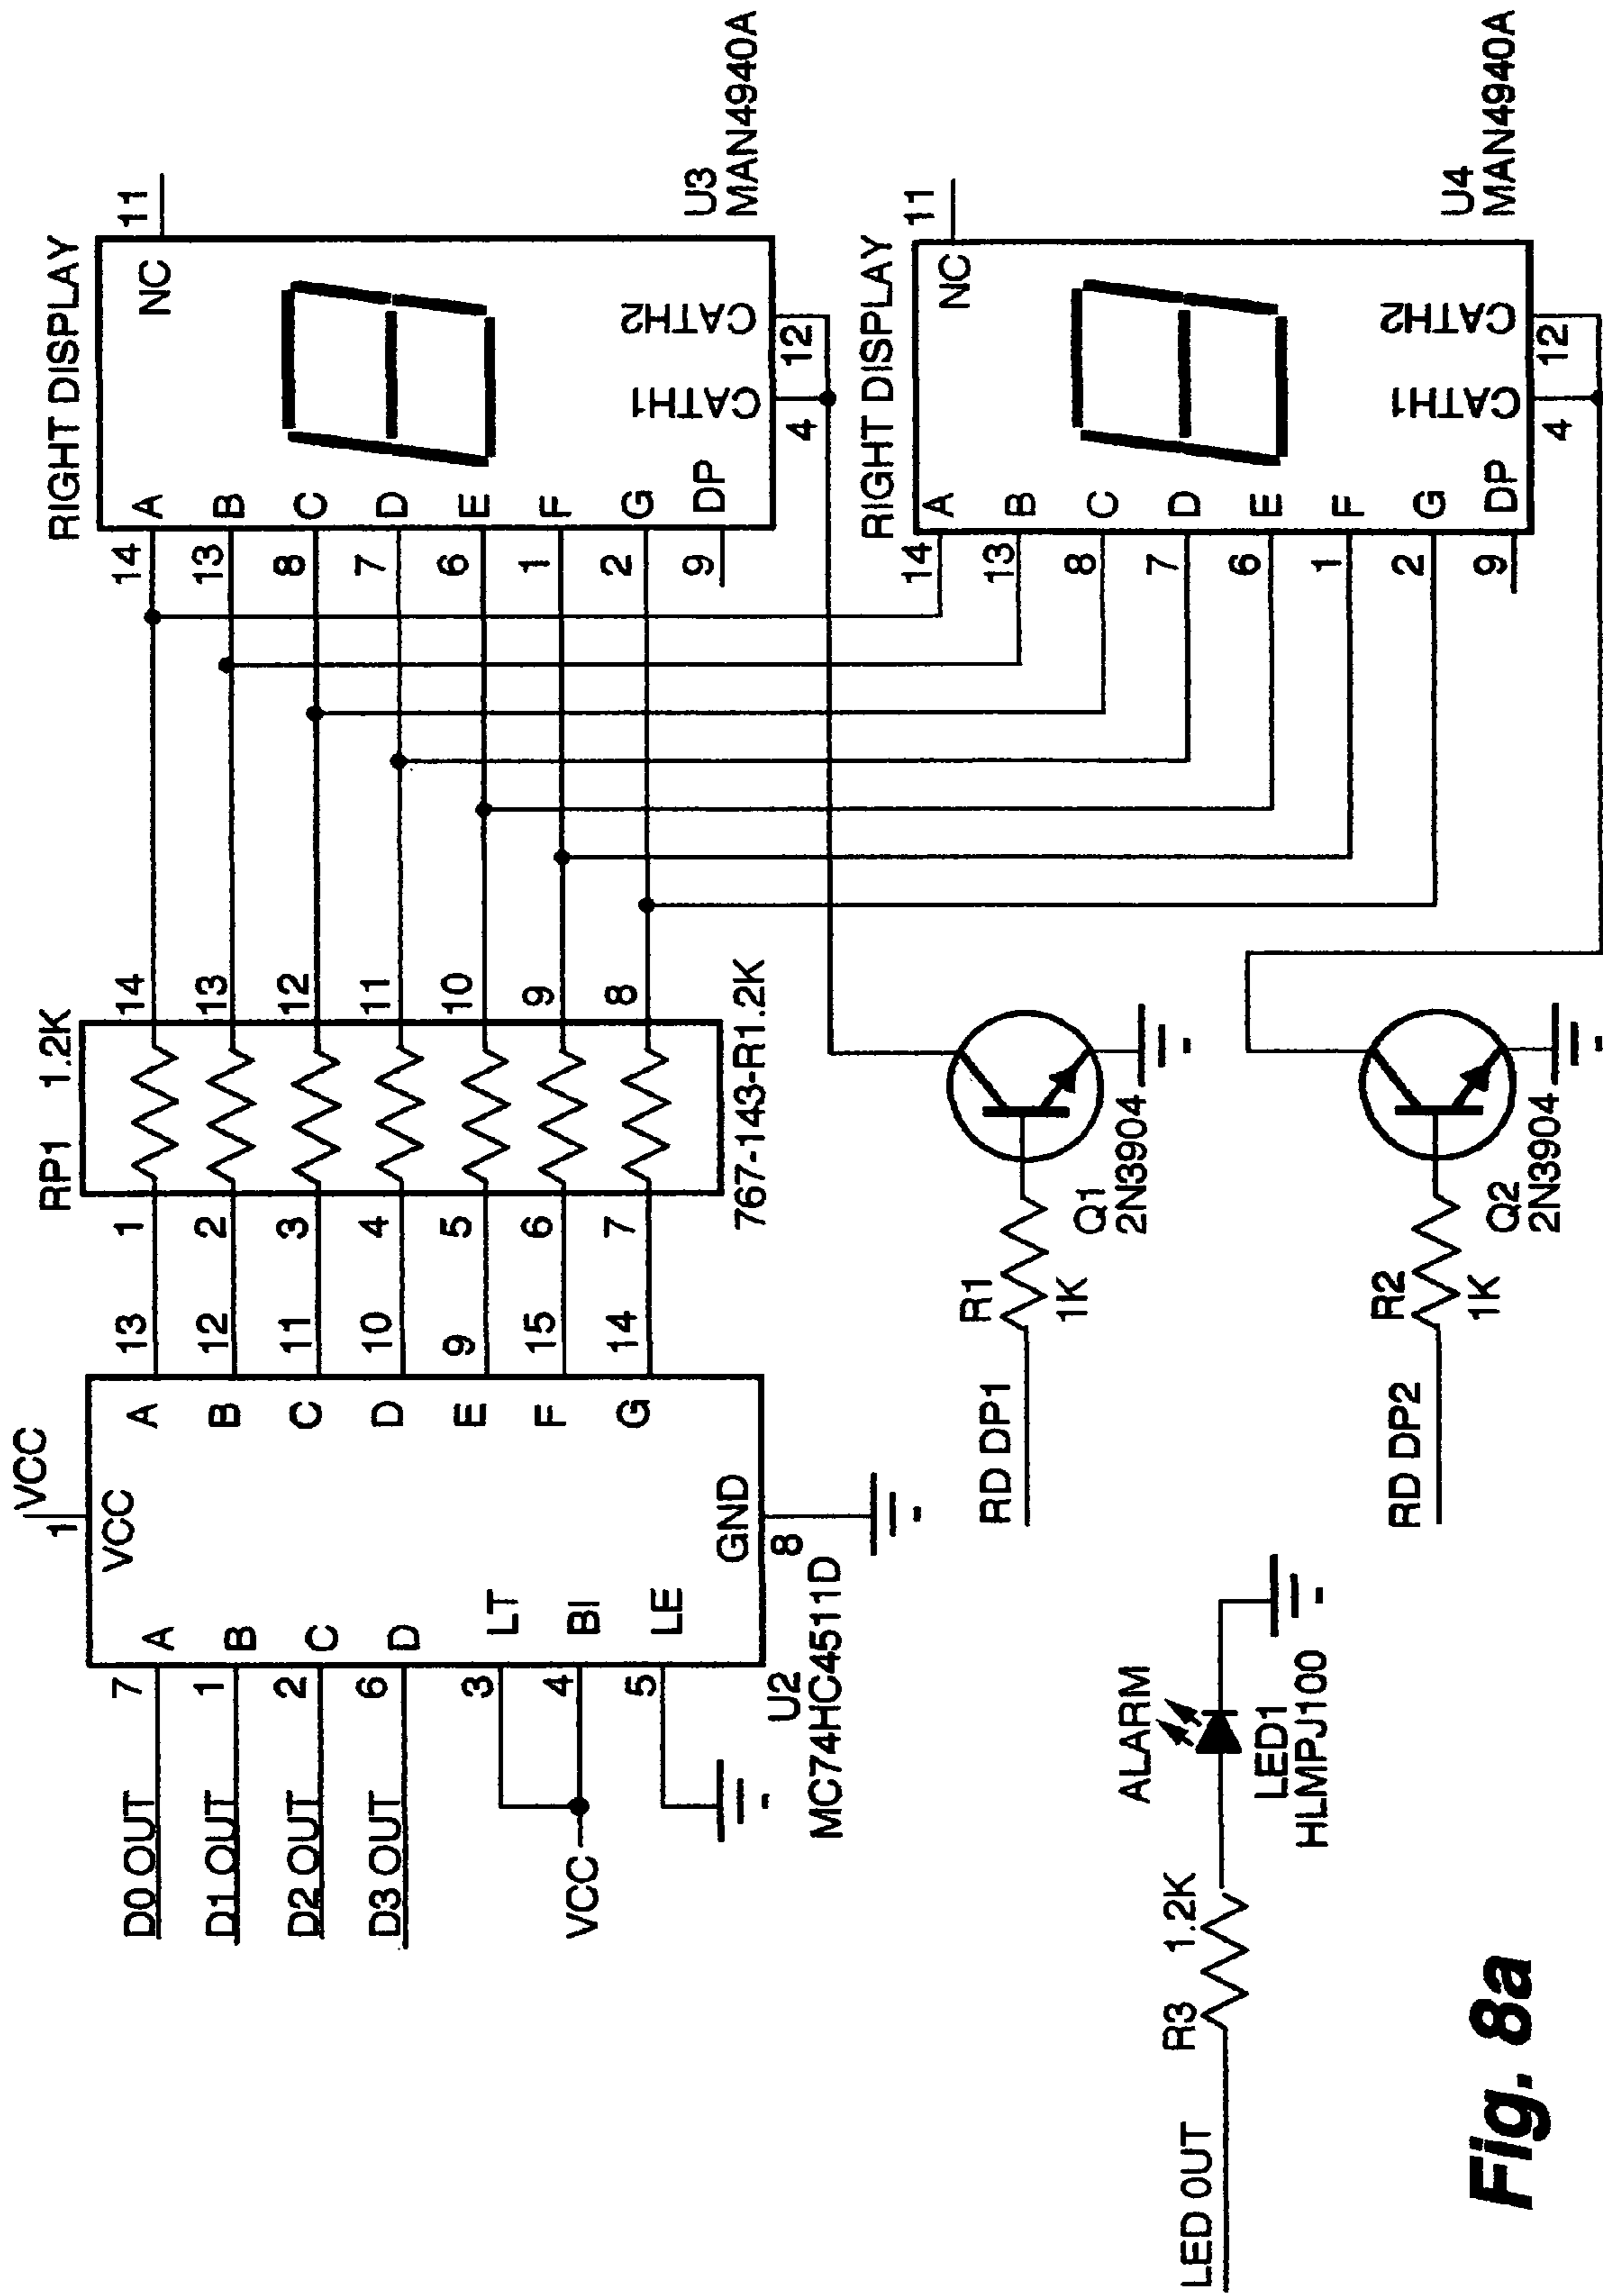 VCC
1
VCC
D0 OUT
7
A
A
13
D1 OUT
1
B
B
12
D2 OUT
2
C
C
11
D3 OUT
6
D
D
10
E
9
3
LT
F
15
VCC
4
BI
G
14
5
LE
GND
8
U2
MC74HC4511D
RP1 1.2K
1
14
2
13
3
12
4
11
5
10
6
9
7
8
767-143-R1.2K
RIGHT DISPLAY
14
A
NC
11
13
B
8
C
7
D
6
E
1
F
2
G
9
DP
CATH1
CATH2
4
12
U3
MAN4940A
RIGHT DISPLAY
14
A
NC
11
13
B
8
C
7
D
6
E
1
F
2
G
9
DP
CATH1
CATH2
4
12
U4
MAN4940A
RD DP1
R1
1K
Q1
2N3904
RD DP2
R2
1K
Q2
2N3904
LED OUT
R3 1.2K
ALARM
LED1
HLMPJ100
Fig. 8a